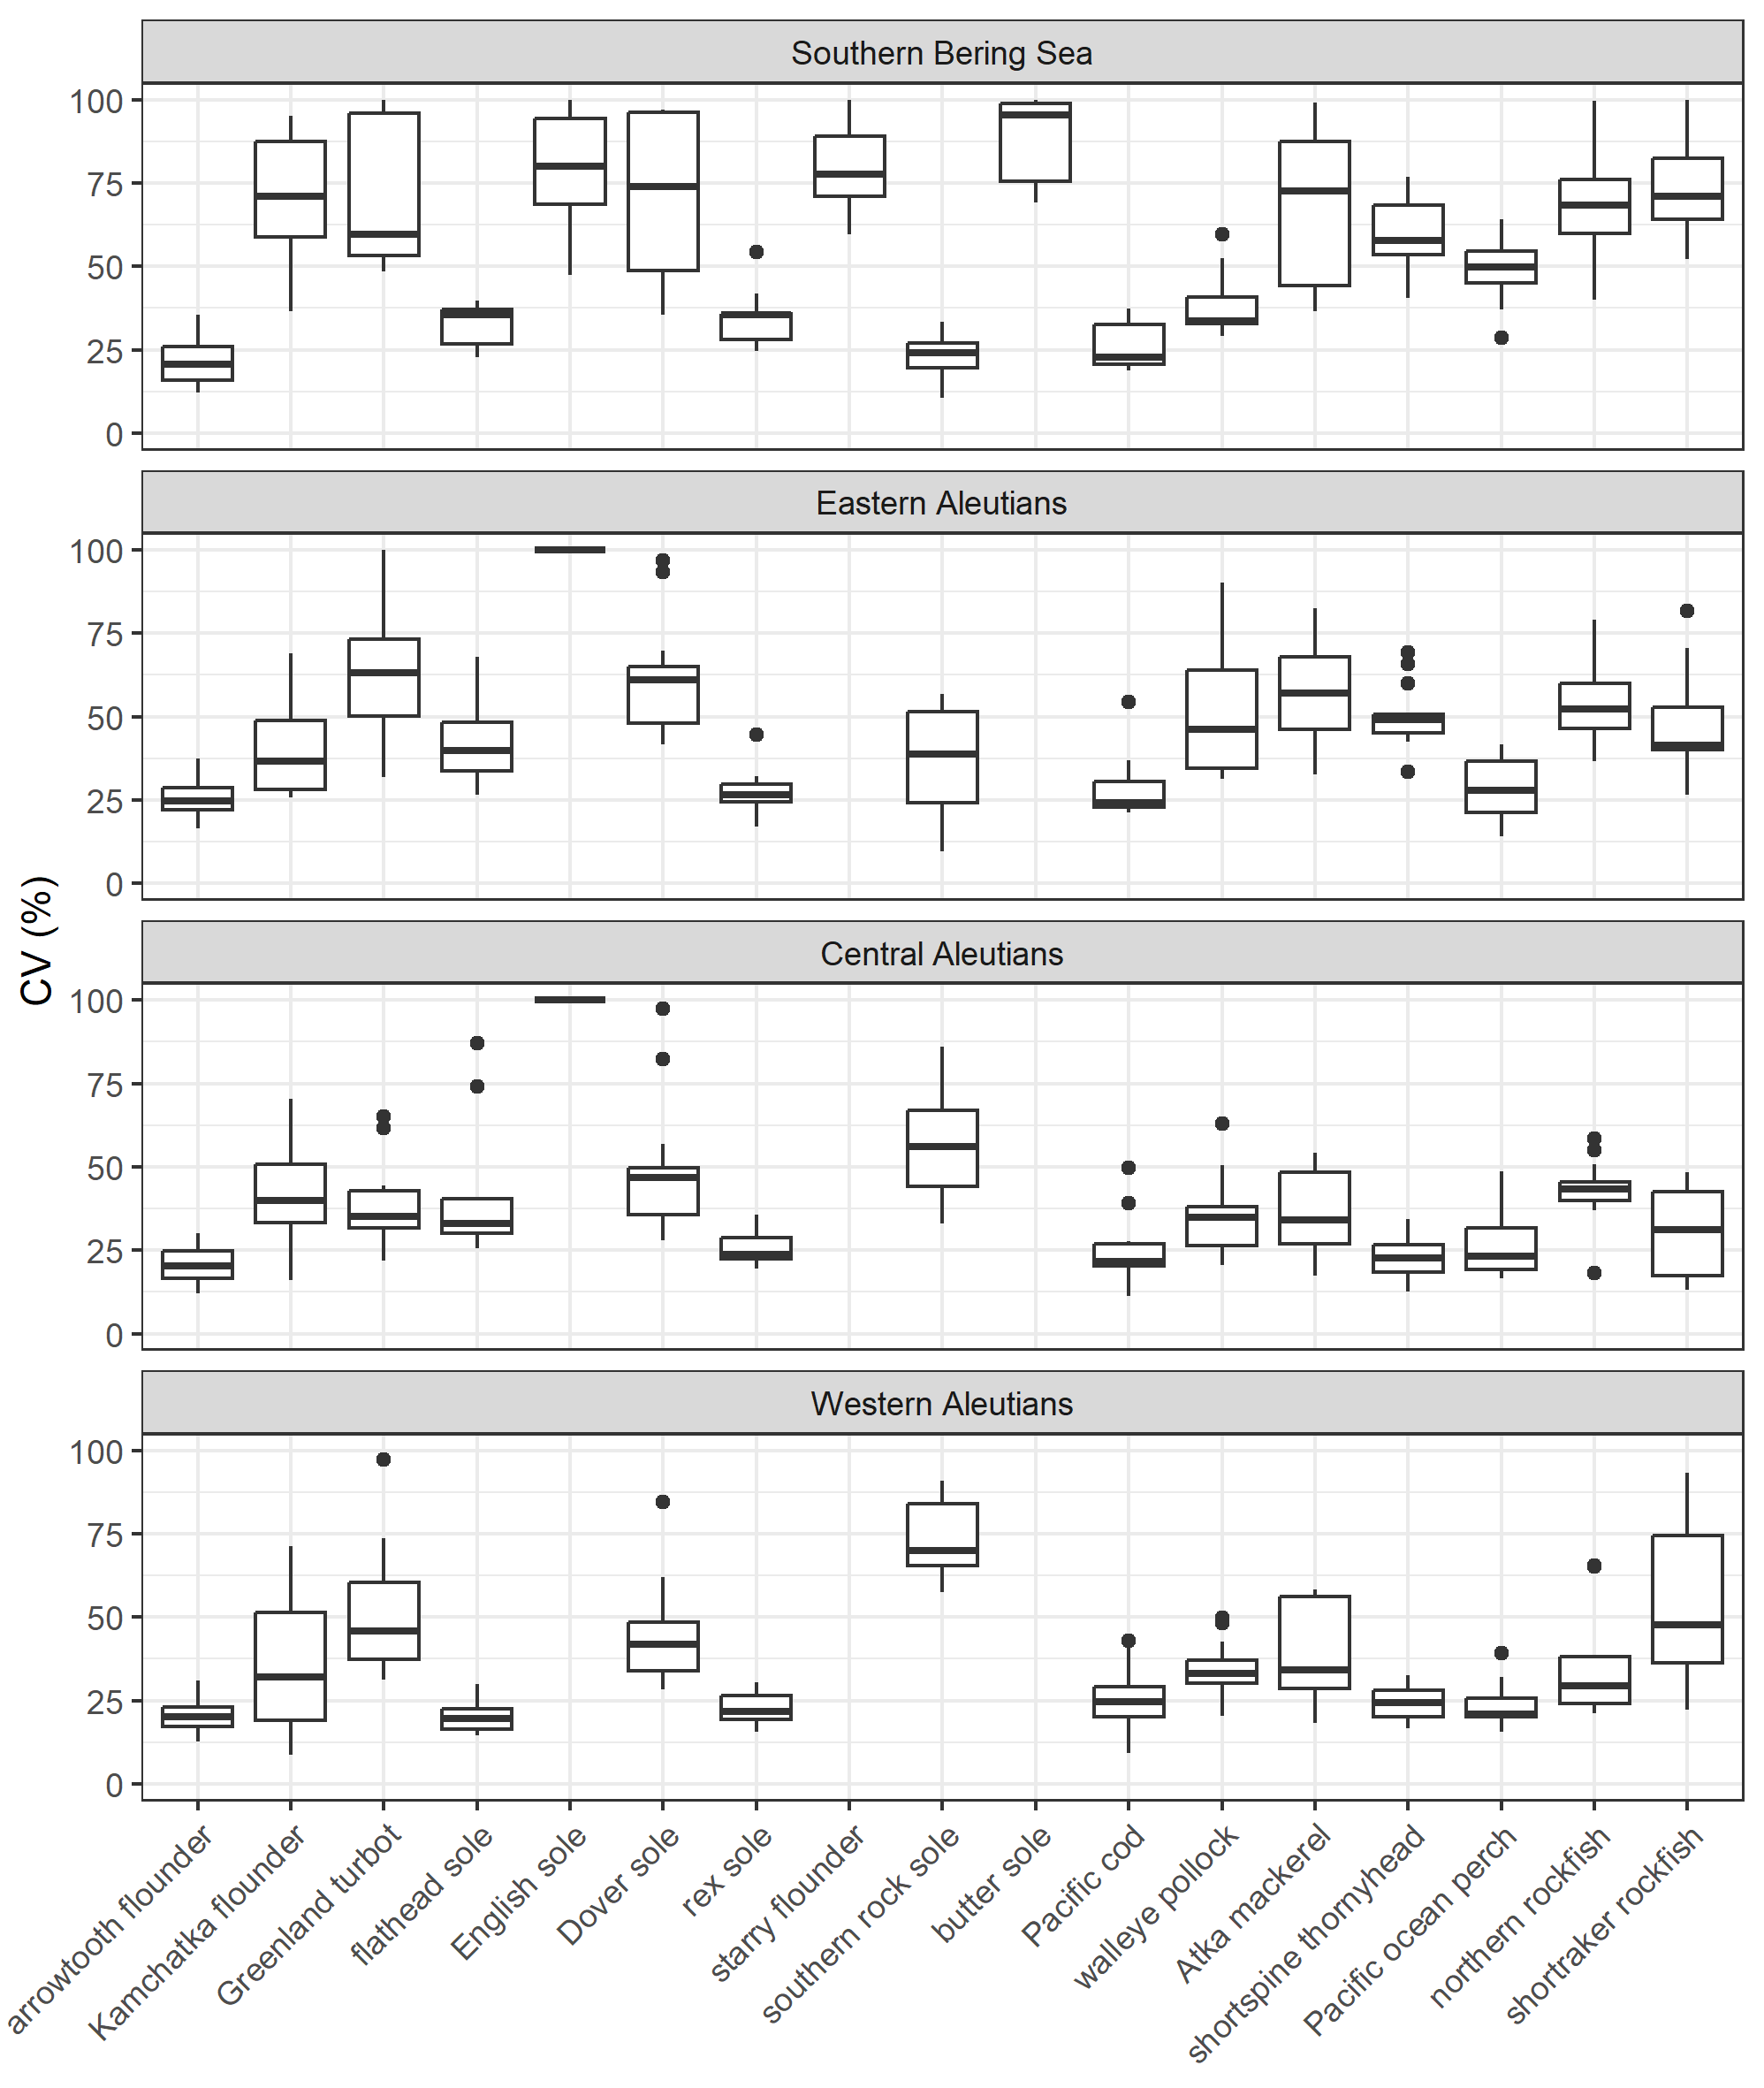 Southern Bering Sea
100
75
50
25
0
Eastern Aleutians
100
75
50
25
0
CV (%)
Central Aleutians
100
75
50
25
0
Western Aleutians
100
75
50
25
0
arrowtooth flounder
Kamchatka flounder
Greenland turbot
flathead sole
English sole
Dover sole
rex sole
starry flounder
southern rock sole
butter sole
Pacific cod
walleye pollock
Atka mackerel
shortspine thornyhead
Pacific ocean perch
northern rockfish
shortraker rockfish